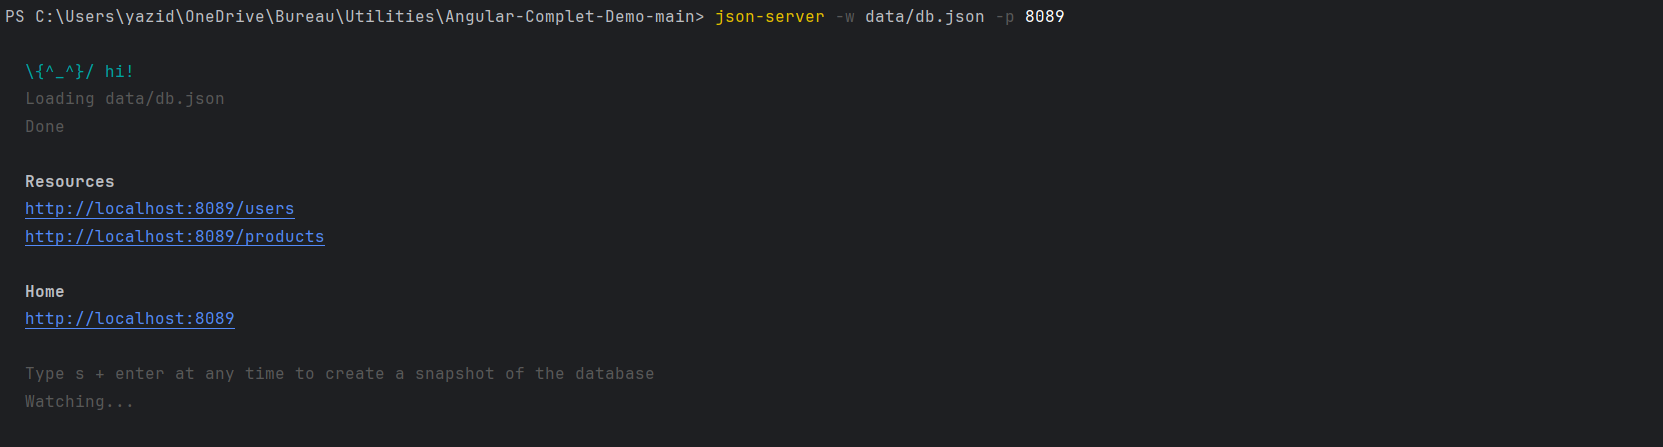 PS C:\Users\yazid\OneDrive\Bureau\Utilities\Angular-Complet-Demo-main> json-server -w data/db.json -p 8089
\{^_^}/ hi!
Loading data/db.json
Done
Resources
http://localhost:8089/users
http://localhost:8089/products
Home
http://localhost:8089
Type s + enter at any time to create a snapshot of the database
Watching...